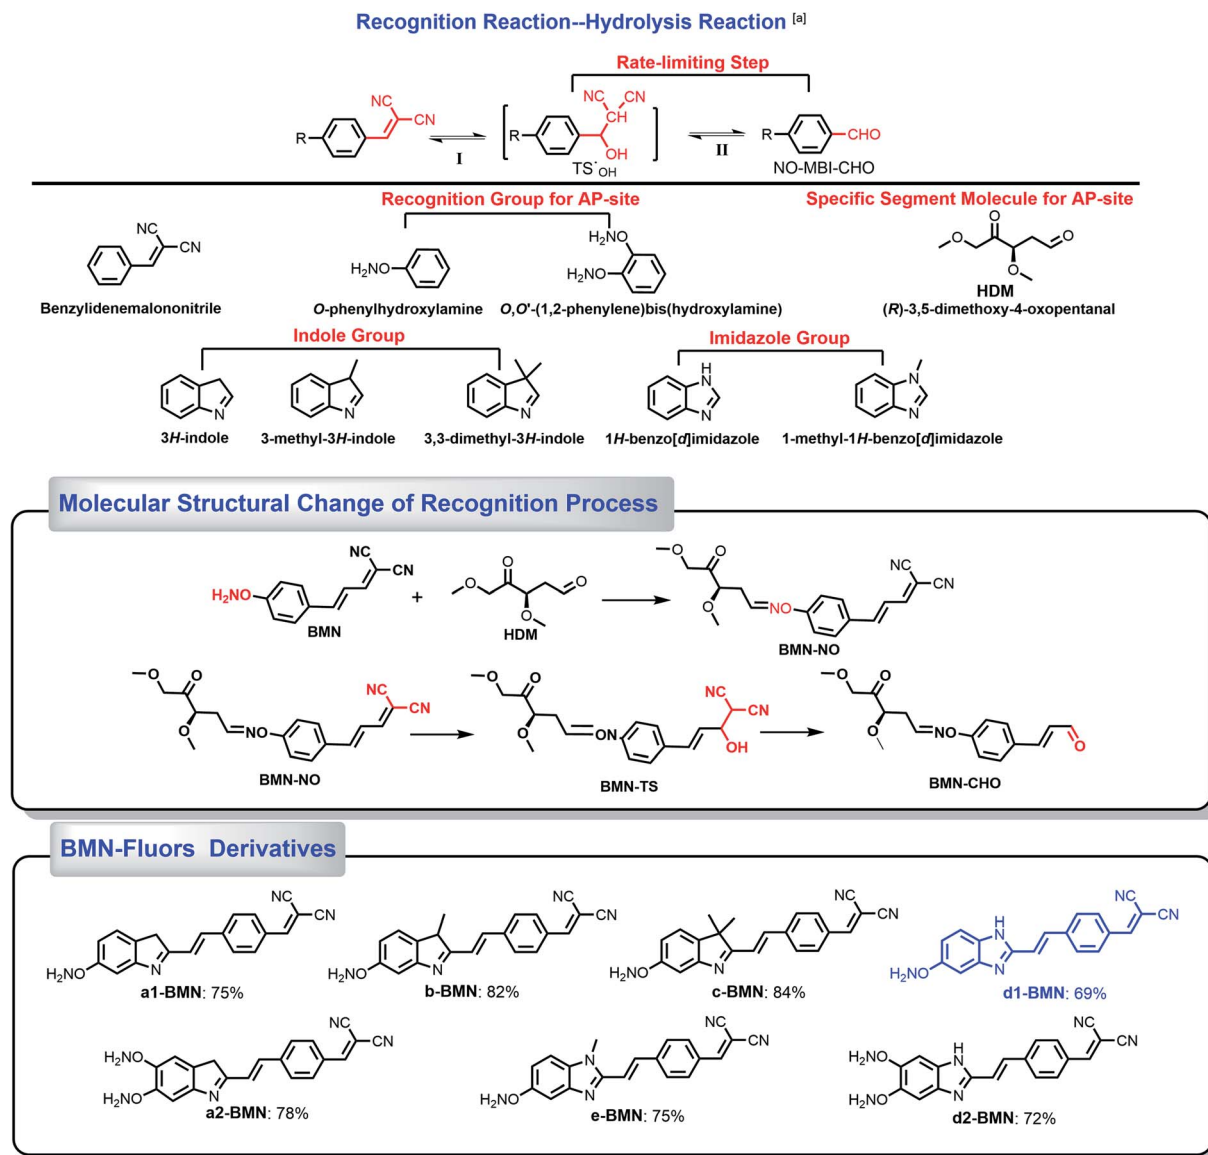 Recognition Reaction--Hydrolysis Reaction [a]
Rate-limiting Step
NC CN
NC CN CH
R R R CHO
I OH II
TS·OH NO-MBI-CHO
Recognition Group for AP-site Specific Segment Molecule for AP-site
NC CN H2NO H2NO H2NO O O O O
Benzylidenemalononitrile O-phenylhydroxylamine O,O'-(1,2-phenylene)bis(hydroxylamine) HDM
(R)-3,5-dimethoxy-4-oxopentanal
Indole Group Imidazole Group
N N N H N N N N
3H-indole 3-methyl-3H-indole 3,3-dimethyl-3H-indole 1H-benzo[d]imidazole 1-methyl-1H-benzo[d]imidazole
Molecular Structural Change of Recognition Process
NC CN O O O O O O NC CN
H2NO + O NO
BMN HDM BMN-NO
O O NC CN O O NC CN O O
O NO O ON OH O NO O
BMN-NO BMN-TS BMN-CHO
BMN-Fluors Derivatives
NC CN NC CN NC CN NC CN
H2NO N H2NO N H2NO N H2NO H N N
a1-BMN: 75% b-BMN: 82% c-BMN: 84% d1-BMN: 69%
NC CN NC CN NC CN
H2NO H2NO N H2NO N N H2NO H2NO H N N
a2-BMN: 78% e-BMN: 75% d2-BMN: 72%